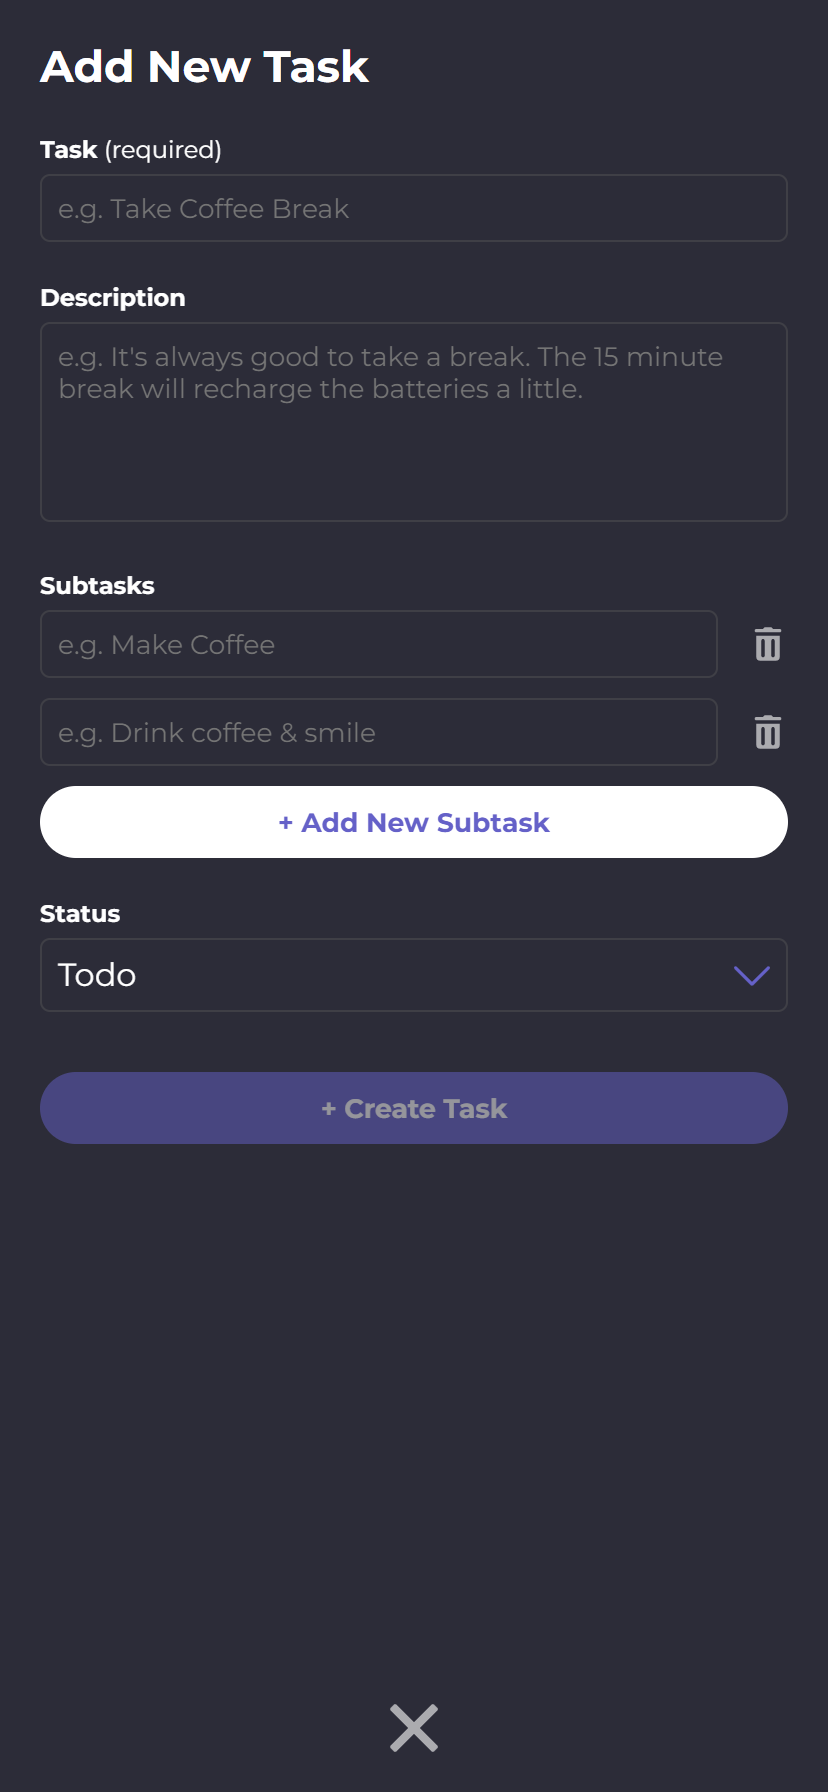 Add New Task
Task (required)
e.g. Take Coffee Break
Description
e.g. It's always good to take a break. The 15 minute
break will recharge the batteries a little.
Subtasks
e.g. Make Coffee
e.g. Drink coffee & smile
+ Add New Subtask
Status
Todo
+ Create Task